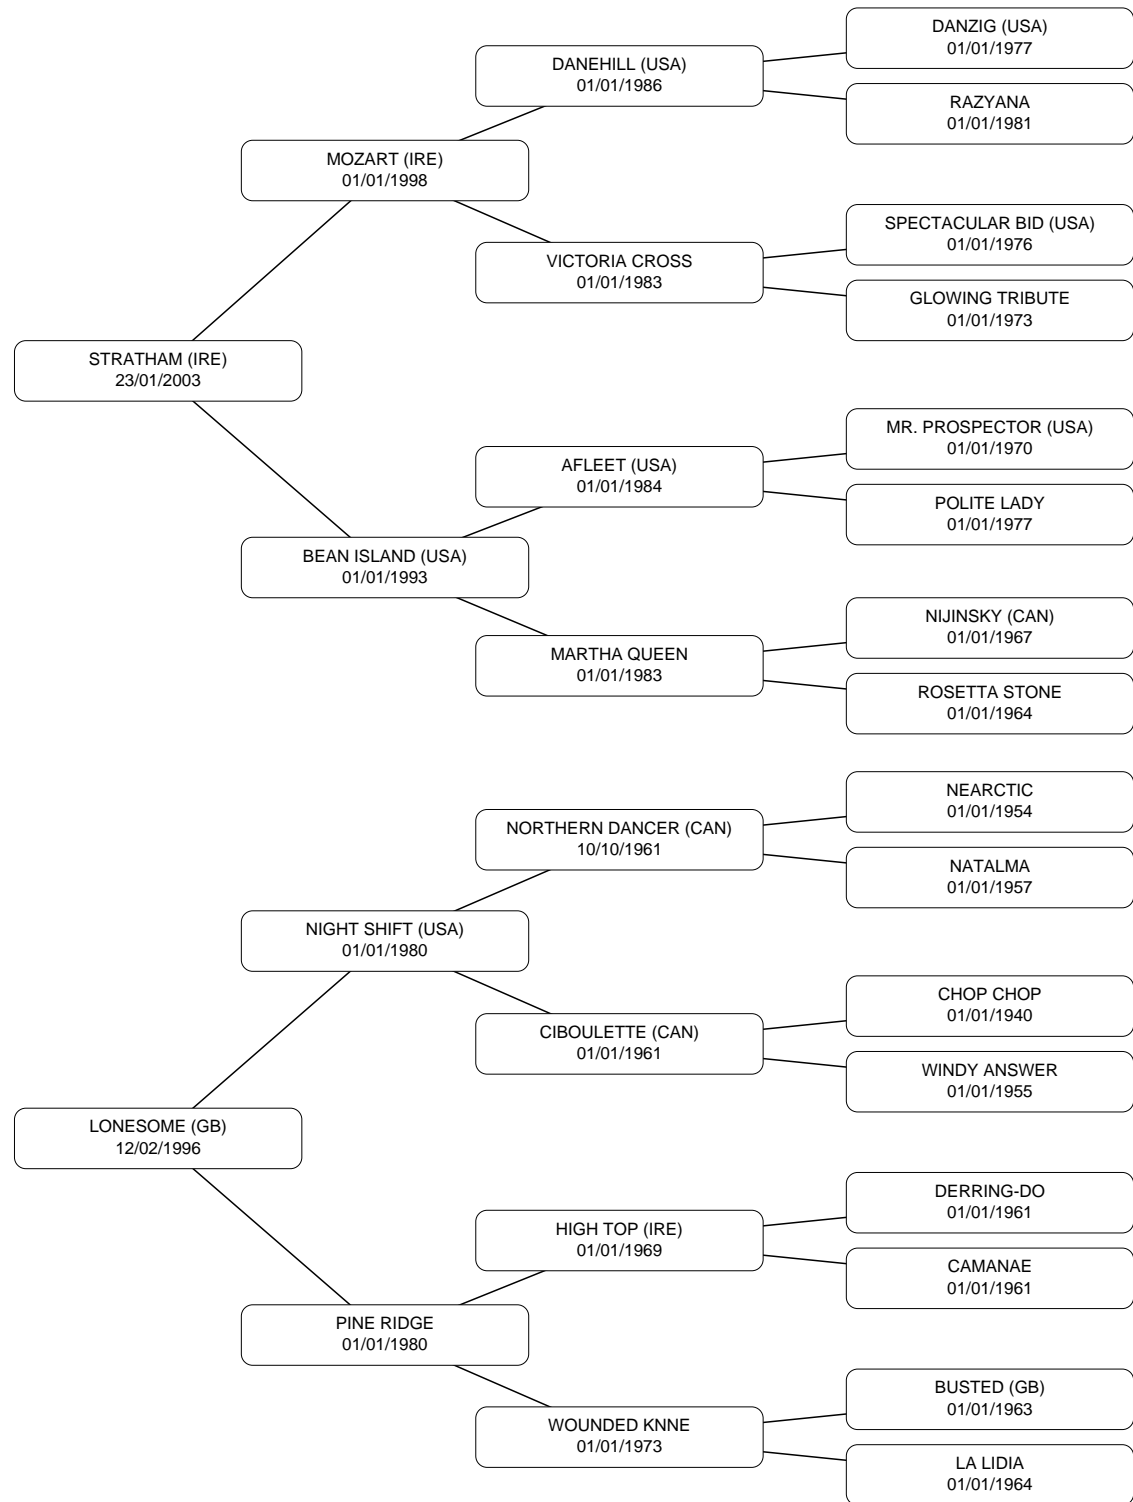 DANZIG (USA)
01/01/1977
DANEHILL (USA)
01/01/1986
RAZYANA
01/01/1981
MOZART (IRE)
01/01/1998
SPECTACULAR BID (USA)
01/01/1976
VICTORIA CROSS
01/01/1983
GLOWING TRIBUTE
01/01/1973
STRATHAM (IRE)
23/01/2003
MR. PROSPECTOR (USA)
01/01/1970
AFLEET (USA)
01/01/1984
POLITE LADY
01/01/1977
BEAN ISLAND (USA)
01/01/1993
NIJINSKY (CAN)
01/01/1967
MARTHA QUEEN
01/01/1983
ROSETTA STONE
01/01/1964
NEARCTIC
01/01/1954
NORTHERN DANCER (CAN)
10/10/1961
NATALMA
01/01/1957
NIGHT SHIFT (USA)
01/01/1980
CHOP CHOP
01/01/1940
CIBOULETTE (CAN)
01/01/1961
WINDY ANSWER
01/01/1955
LONESOME (GB)
12/02/1996
DERRING-DO
01/01/1961
HIGH TOP (IRE)
01/01/1969
CAMANAE
01/01/1961
PINE RIDGE
01/01/1980
BUSTED (GB)
01/01/1963
WOUNDED KNNE
01/01/1973
LA LIDIA
01/01/1964